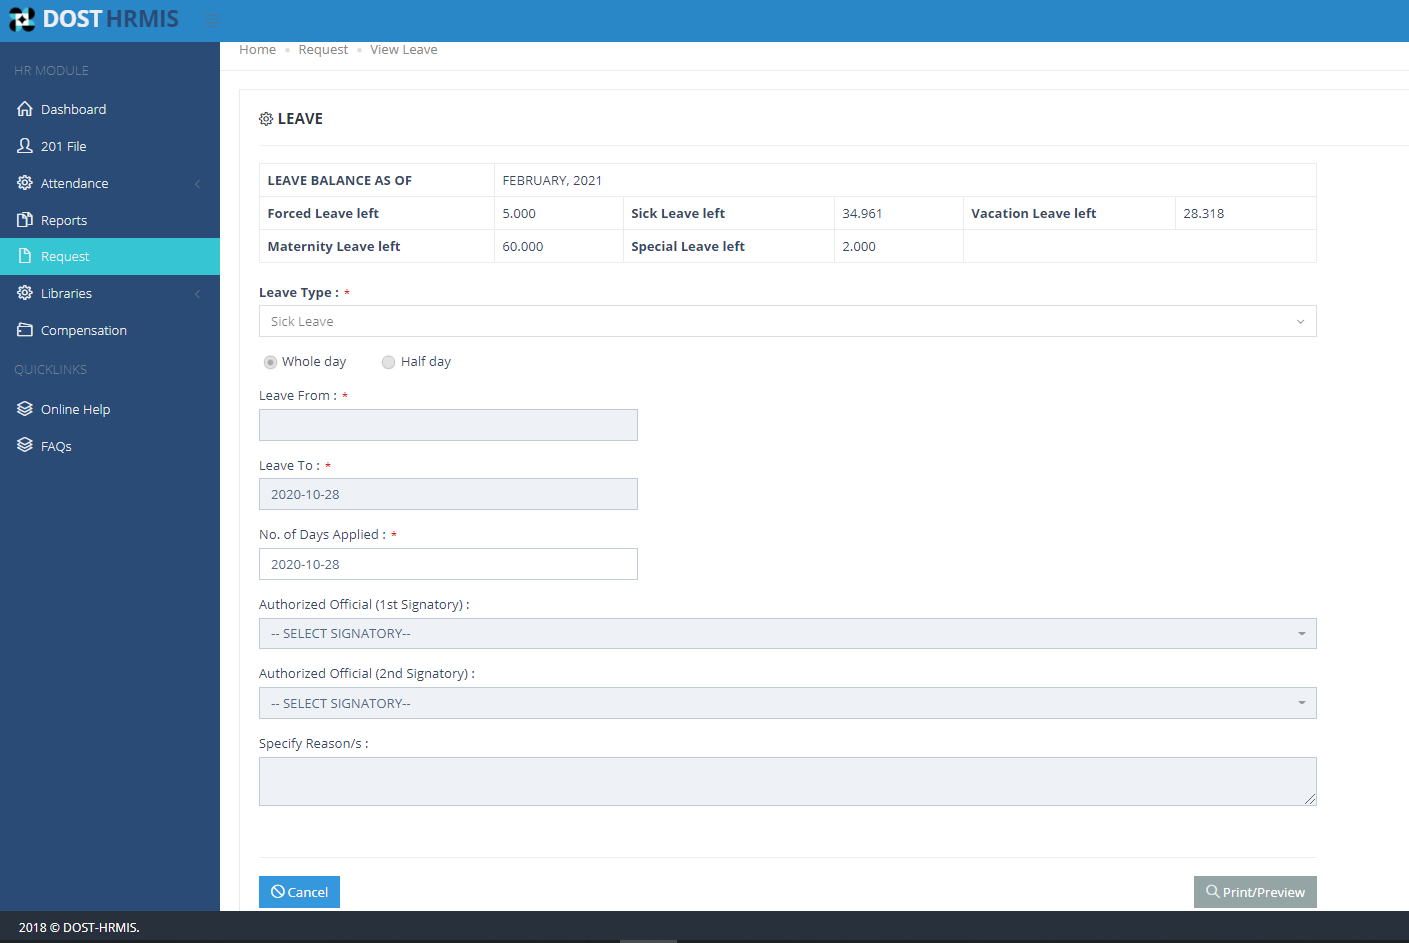 DOST HRMIS
Home Request View Leave
HR MODULE
Dashboard
201 File
Attendance
Reports
Request
Libraries
Compensation
QUICKLINKS
Online Help
FAQs
LEAVE
LEAVE BALANCE AS OF FEBRUARY, 2021
Forced Leave left 5.000 Sick Leave left 34.961 Vacation Leave left 28.318
Maternity Leave left 60.000 Special Leave left 2.000
Leave Type : *
Sick Leave
Whole day Half day
Leave From : *
Leave To : *
2020-10-28
No. of Days Applied : *
2020-10-28
Authorized Official (1st Signatory) :
-- SELECT SIGNATORY--
Authorized Official (2nd Signatory) :
-- SELECT SIGNATORY--
Specify Reason/s :
Cancel Print/Preview
2018 © DOST-HRMIS.